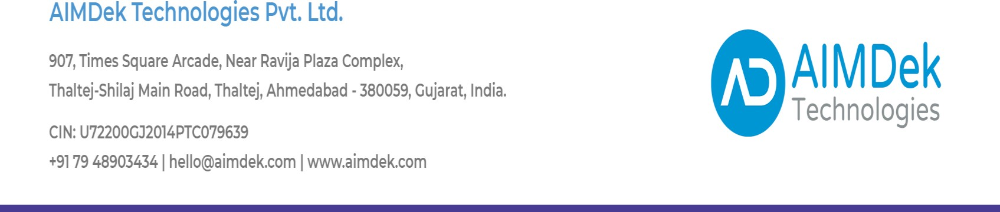 AIMDek Technologies Pvt. Ltd.
907, Times Square Arcade, Near Ravija Plaza Complex,
Thaltej-Shilaj Main Road, Thaltej, Ahmedabad - 380059, Gujarat, India.
CIN: U72200GJ2014PTC079639
+91 79 48903434 | hello@aimdek.com | www.aimdek.com
AD
AIMDek
Technologies